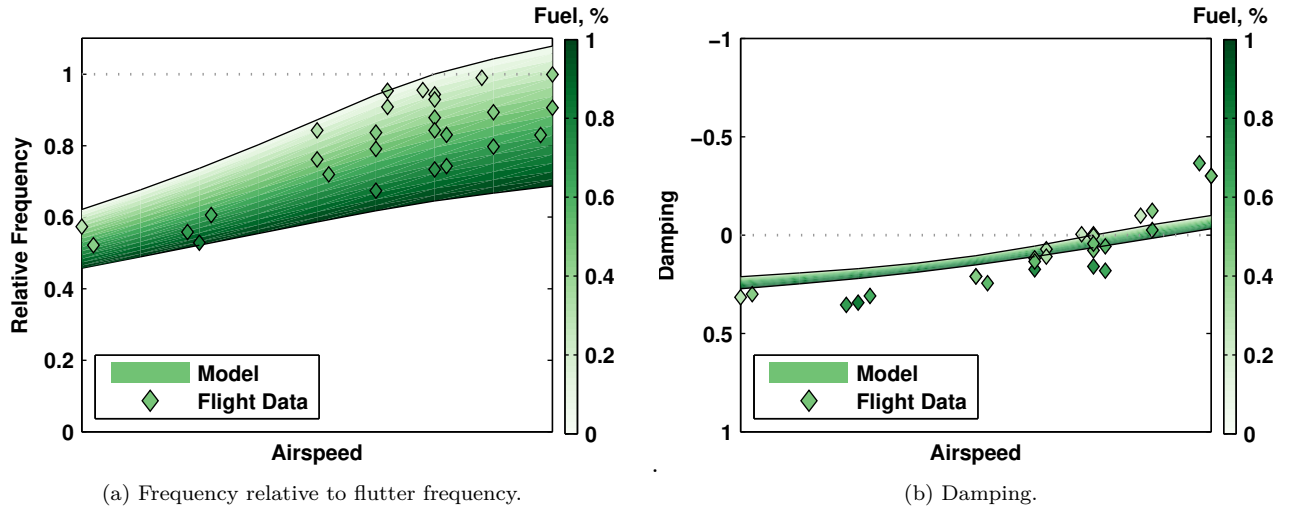 Fuel, %
1
0.8
0.6
0.4
0.2
0
Relative Frequency
1
0.8
0.6
0.4
0.2
0
Model
Flight Data
Airspeed
(a) Frequency relative to flutter frequency.
Fuel, %
1
0.8
0.6
0.4
0.2
0
Damping
−1
−0.5
0
0.5
1
Model
Flight Data
Airspeed
.
(b) Damping.